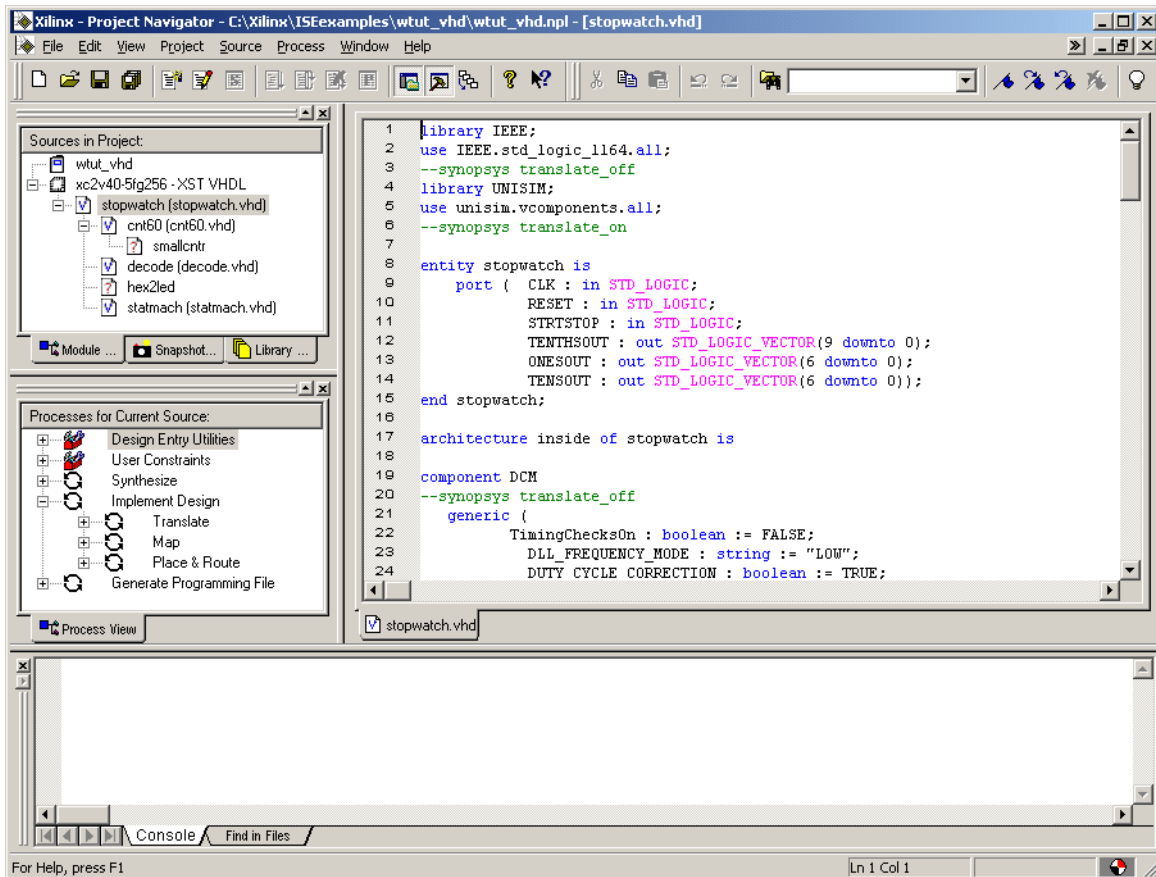 Xilinx - Project Navigator - C:\Xilinx\ISEexamples\wtut_vhd\wtut_vhd.npl - [stopwatch.vhd]
File Edit View Project Source Process Window Help
Sources in Project:
wtut_vhd
xc2v40-5fg256 - XST VHDL
stopwatch (stopwatch.vhd)
cnt60 (cnt60.vhd)
smallcntr
decode (decode.vhd)
hex2led
statmach (statmach.vhd)
Module ... Snapshot... Library ...
Processes for Current Source:
Design Entry Utilities
User Constraints
Synthesize
Implement Design
Translate
Map
Place & Route
Generate Programming File
Process View
1 library IEEE;
2 use IEEE.std_logic_1164.all;
3 --synopsys translate_off
4 library UNISIM;
5 use unisim.vcomponents.all;
6 --synopsys translate_on
7
8 entity stopwatch is
9 port ( CLK : in STD_LOGIC;
10 RESET : in STD_LOGIC;
11 STRTSTOP : in STD_LOGIC;
12 TENTHSOUT : out STD_LOGIC_VECTOR(9 downto 0);
13 ONESOUT : out STD_LOGIC_VECTOR(6 downto 0);
14 TENSOUT : out STD_LOGIC_VECTOR(6 downto 0));
15 end stopwatch;
16
17 architecture inside of stopwatch is
18
19 component DCM
20 --synopsys translate_off
21 generic (
22 TimingChecksOn : boolean := FALSE;
23 DLL_FREQUENCY_MODE : string := "LOW";
24 DUTY_CYCLE_CORRECTION : boolean := TRUE;
stopwatch.vhd
Console Find in Files
For Help, press F1 Ln 1 Col 1